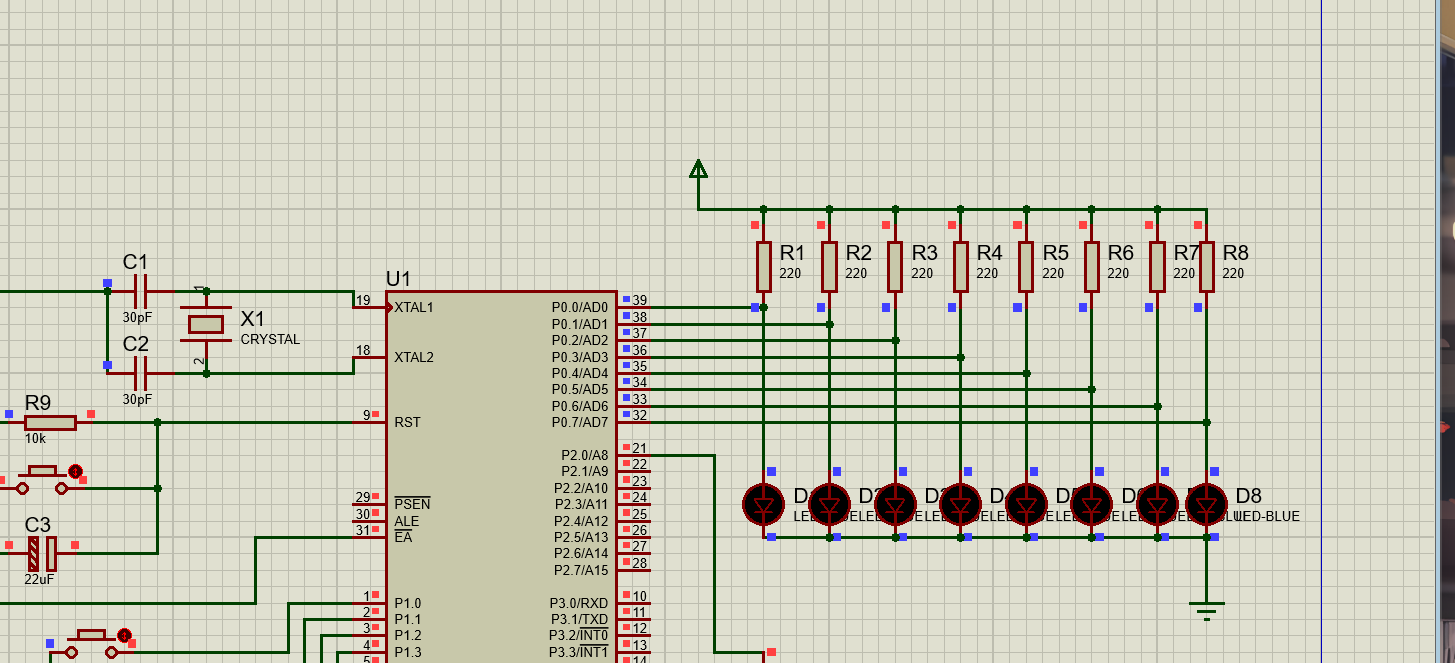 C1
30pF
1
X1
CRYSTAL
2
C2
30pF
R9
10k
C3
22uF
U1
19 XTAL1
18 XTAL2
9 RST
29 PSEN
30 ALE
31 EA
1 P1.0
2 P1.1
3 P1.2
4 P1.3
5
P0.0/AD0 39
P0.1/AD1 38
P0.2/AD2 37
P0.3/AD3 36
P0.4/AD4 35
P0.5/AD5 34
P0.6/AD6 33
P0.7/AD7 32
P2.0/A8 21
P2.1/A9 22
P2.2/A10 23
P2.3/A11 24
P2.4/A12 25
P2.5/A13 26
P2.6/A14 27
P2.7/A15 28
P3.0/RXD 10
P3.1/TXD 11
P3.2/INT0 12
P3.3/INT1 13
14
R1 R2 R3 R4 R5 R6 R7 R8
220 220 220 220 220 220 220 220
D8
LED-BLUE